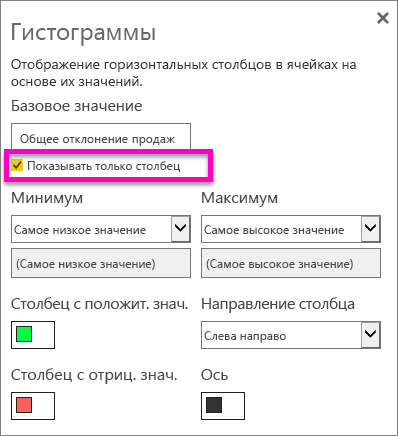 Гистограммы
Отображение горизонтальных столбцов в ячейках на
основе их значений.
Базовое значение
Общее отклонение продаж
Показывать только столбец
Минимум
Максимум
Самое низкое значение
Самое высокое значение
(Самое низкое значение)
(Самое высокое значение)
Столбец с положит. знач.
Направление столбца
Слева направо
Столбец с отриц. знач.
Ось